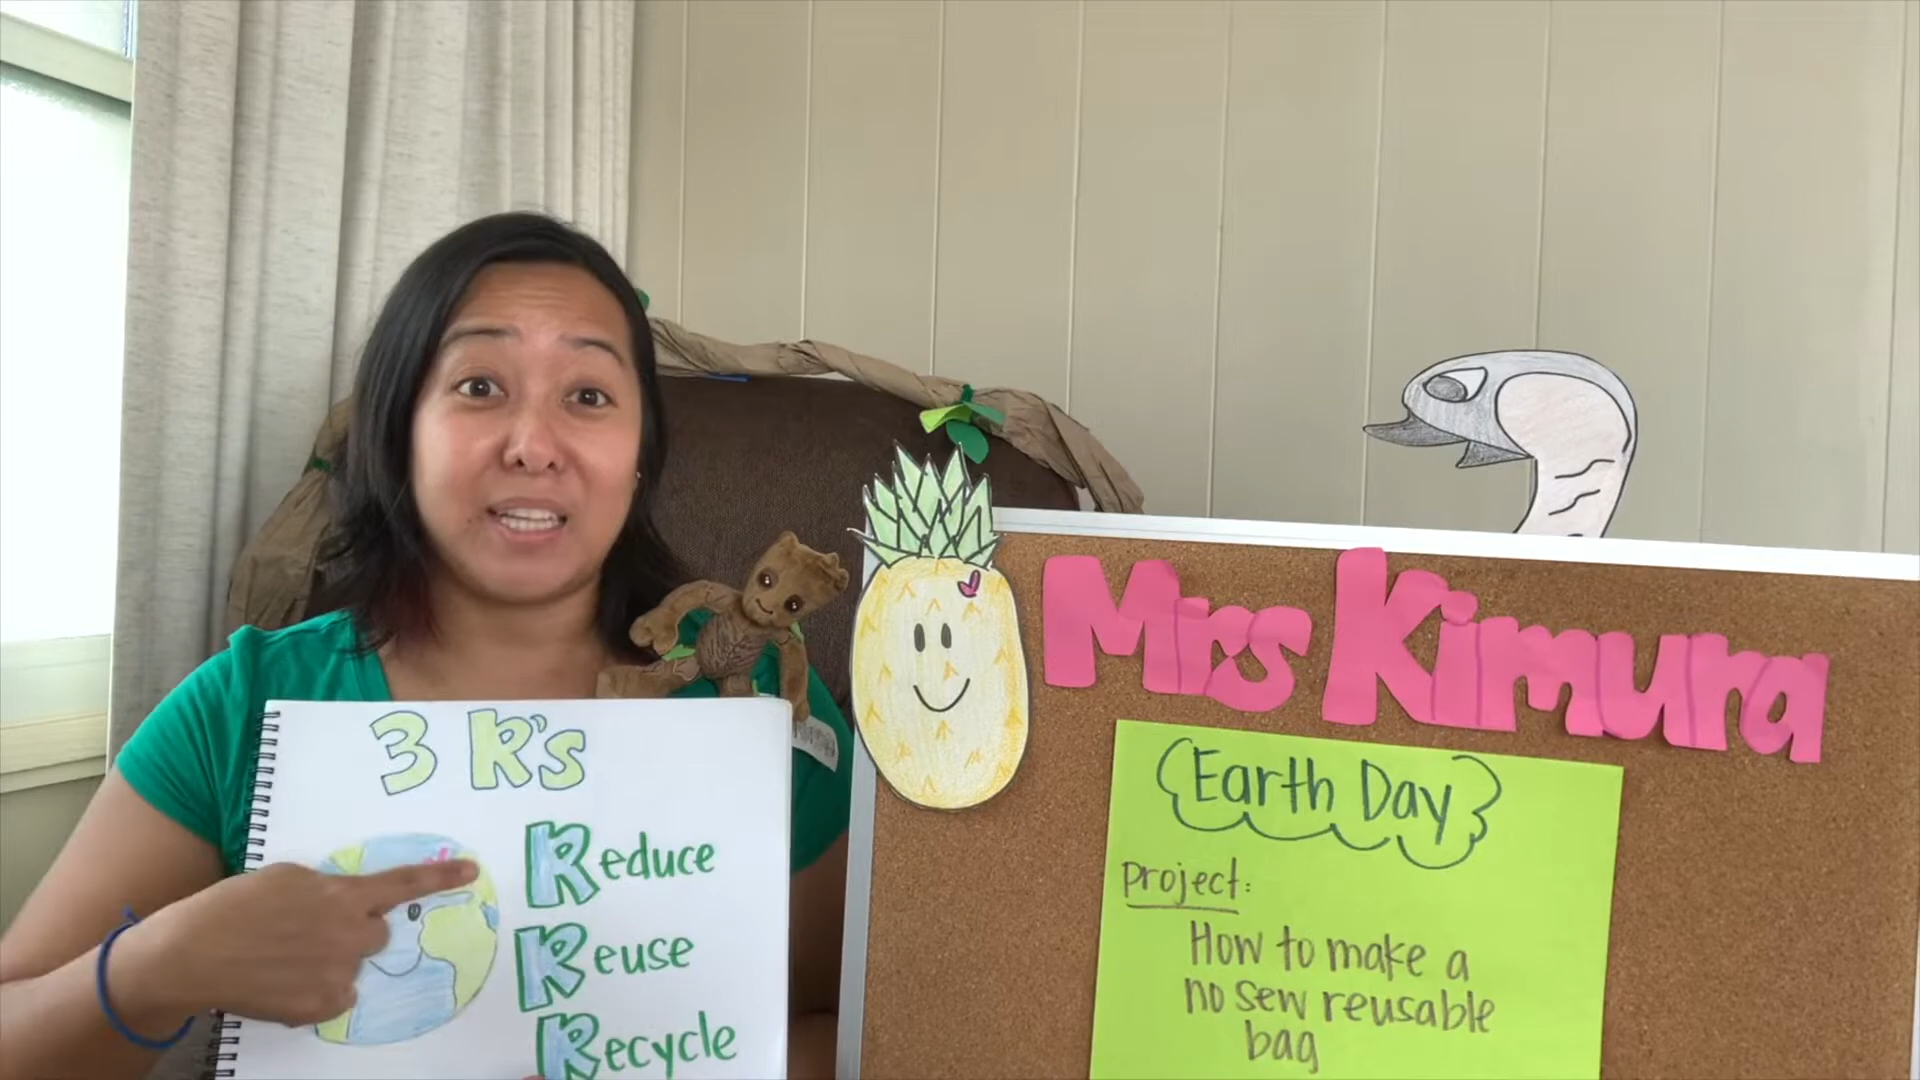 3 R's
Reduce
Reuse
Recycle
Mrs Kimura
Earth Day
Project:
How to make a
no sew reusable
bag